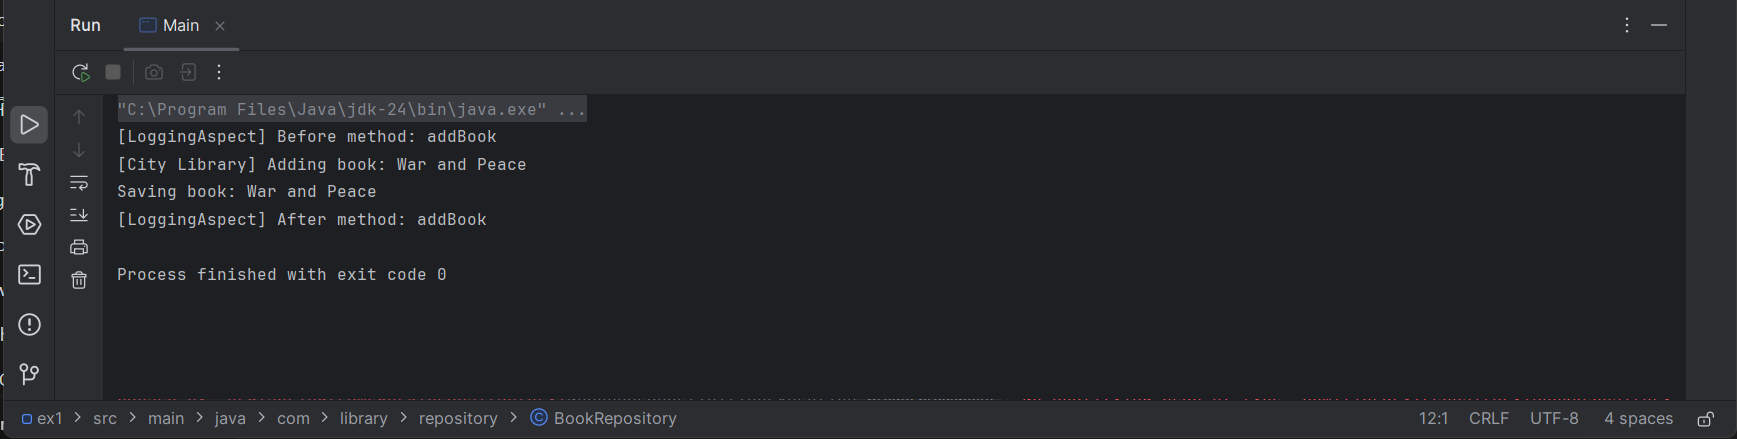 Run Main
"C:\Program Files\Java\jdk-24\bin\java.exe" ...
[LoggingAspect] Before method: addBook
[City Library] Adding book: War and Peace
Saving book: War and Peace
[LoggingAspect] After method: addBook
Process finished with exit code 0
ex1 > src > main > java > com > library > repository > BookRepository 12:1 CRLF UTF-8 4 spaces